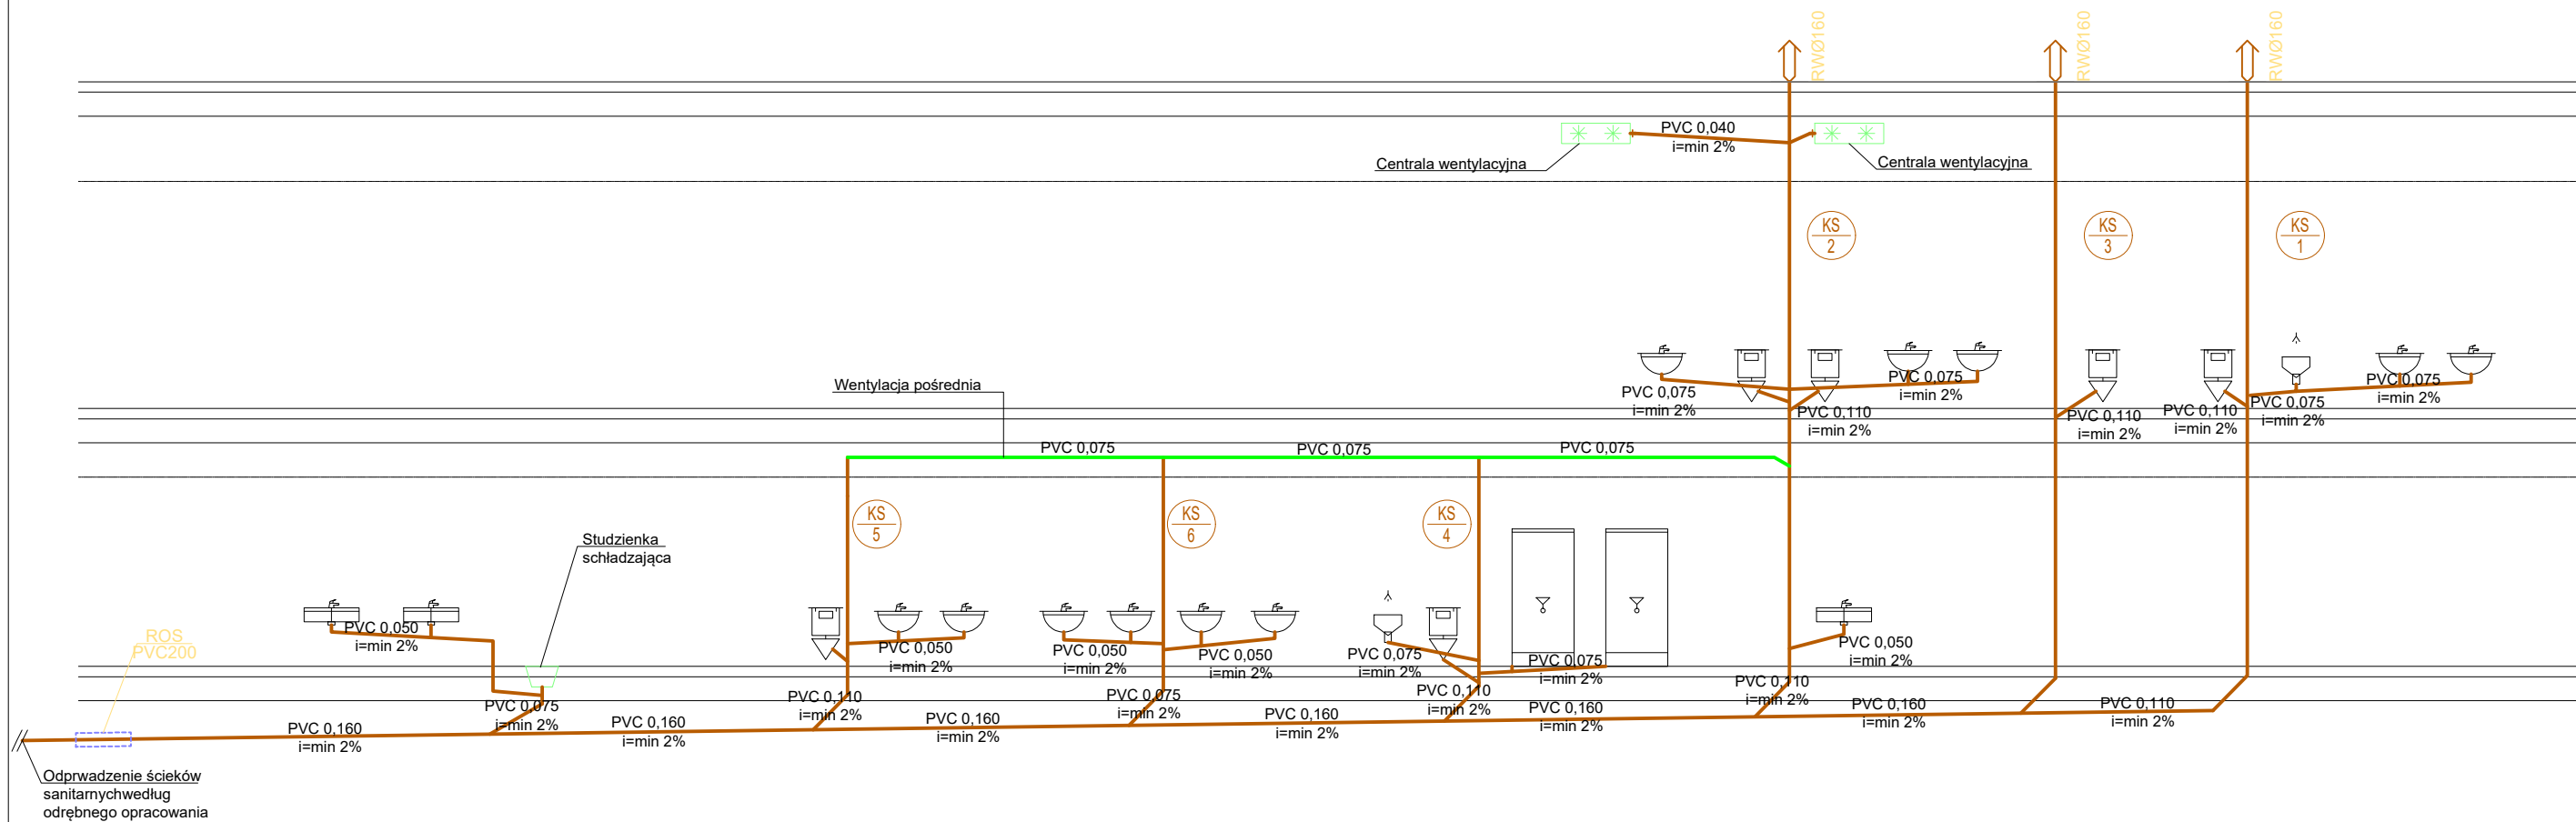 RWØ160
RWØ160
RWØ160
PVC 0,040
i=min 2%
Centrala wentylacyjna
Centrala wentylacyjna
KS
2
KS
3
KS
1
Wentylacja pośrednia
PVC 0,075
i=min 2%
PVC 0,110
i=min 2%
PVC 0,075
i=min 2%
PVC 0,110
i=min 2%
PVC 0,110
i=min 2%
PVC 0,075
i=min 2%
PVC 0,075
i=min 2%
PVC 0,075
PVC 0,075
PVC 0,075
KS
5
KS
6
KS
4
Studzienka
schładzająca
ROS
PVC200
PVC 0,050
i=min 2%
PVC 0,050
i=min 2%
PVC 0,050
i=min 2%
PVC 0,050
i=min 2%
PVC 0,075
i=min 2%
PVC 0,075
i=min 2%
PVC 0,050
i=min 2%
PVC 0,075
i=min 2%
PVC 0,110
i=min 2%
PVC 0,075
i=min 2%
PVC 0,110
i=min 2%
PVC 0,110
i=min 2%
PVC 0,160
i=min 2%
PVC 0,160
i=min 2%
PVC 0,160
i=min 2%
PVC 0,160
i=min 2%
PVC 0,160
i=min 2%
PVC 0,160
i=min 2%
PVC 0,110
i=min 2%
Odprwadzenie ścieków
sanitarnychwedług
odrębnego opracowania